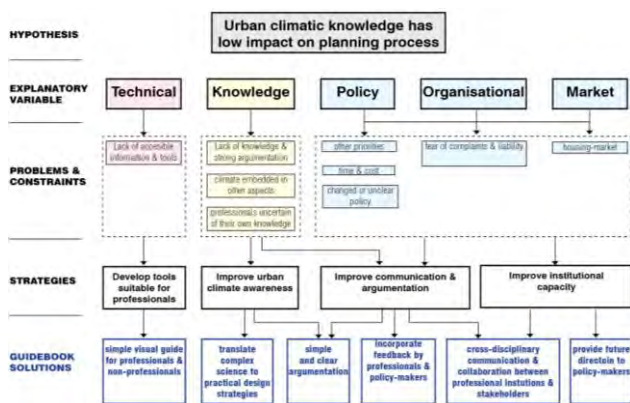 HYPOTHESIS
Urban climatic knowledge has
low impact on planning process
EXPLANATORY
VARIABLE
Technical
Knowledge
Policy
Organisational
Market
PROBLEMS &
CONSTRAINTS
Lack of accesible
information & tools
Lack of knowledge &
strong argumentation
climate embedded in
other aspects
professionals uncertain
of their own knowledge
other priorities
time & cost
changed or unclear
policy
fear of complaints & liability
housing-market
STRATEGIES
Develop tools
suitable for
professionals
Improve urban
climate awareness
Improve communication &
argumentation
Improve institutional
capacity
GUIDEBOOK
SOLUTIONS
simple visual guide
for professionals &
non-professionals
translate
complex
science to
practical design
strategies
simple
and clear
argumentation
incorporate
feedback by
professionals &
policy-makers
cross-disciplinary
communication &
collaboration between
professional instutions &
stakeholders
provide future
directoin to
policy-makers